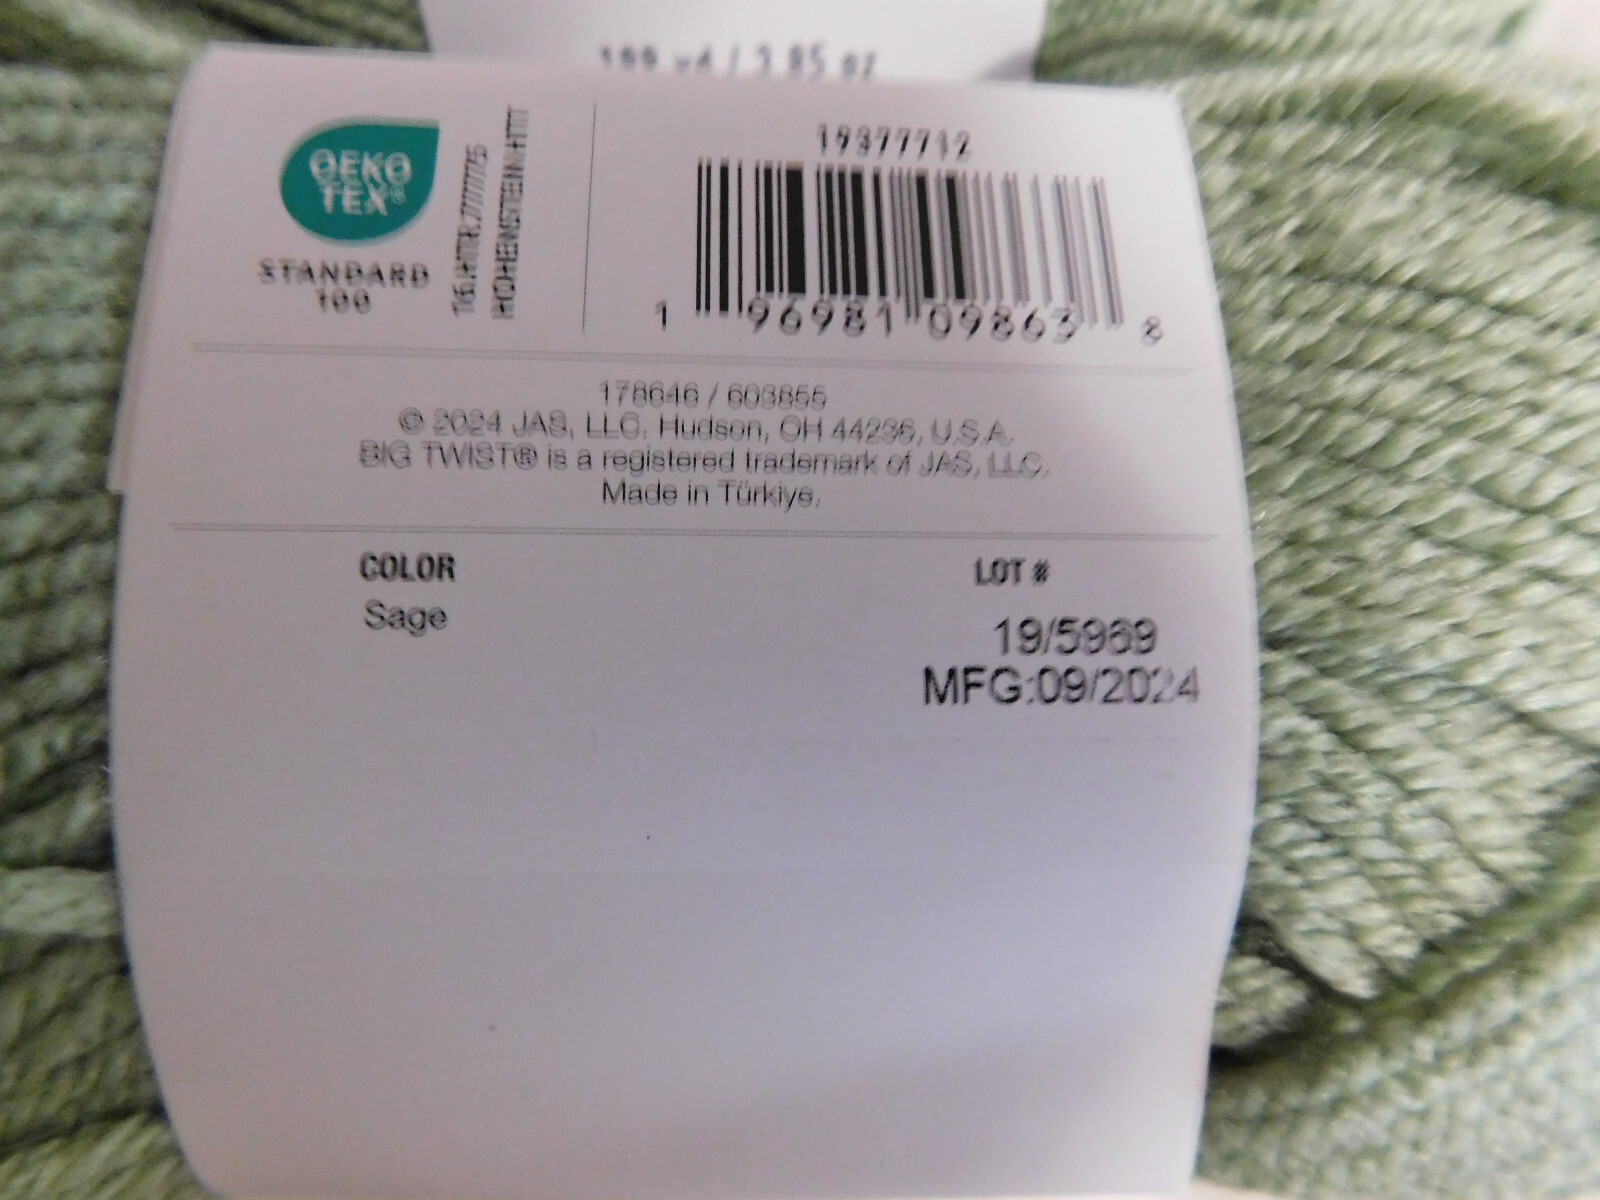 OEKO
TEX®
STANDARD
100
19377712
1 96981 09863 8
178646 / 603855
© 2024 JAS, LLC. Hudson, OH 44236, U.S.A.
BIG TWIST® is a registered trademark of JAS, LLC.
Made in Türkiye.
COLOR
Sage
LOT #
19/5969
MFG:09/2024